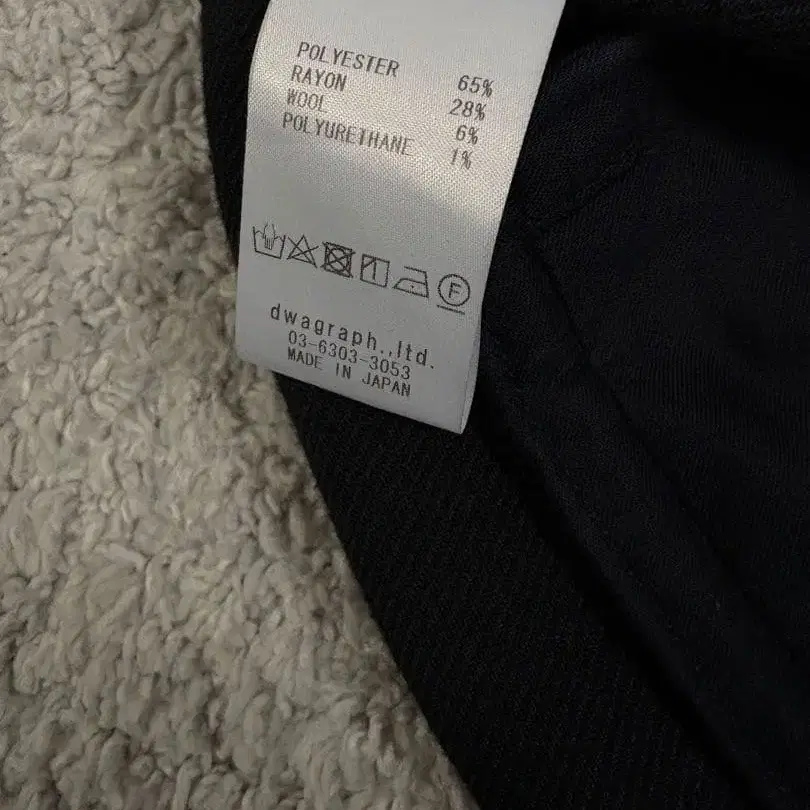 POLYESTER 65%
RAYON 28%
WOOL 6%
POLYURETHANE 1%
F
dwagraph.,ltd.
03-6303-3053
MADE IN JAPAN